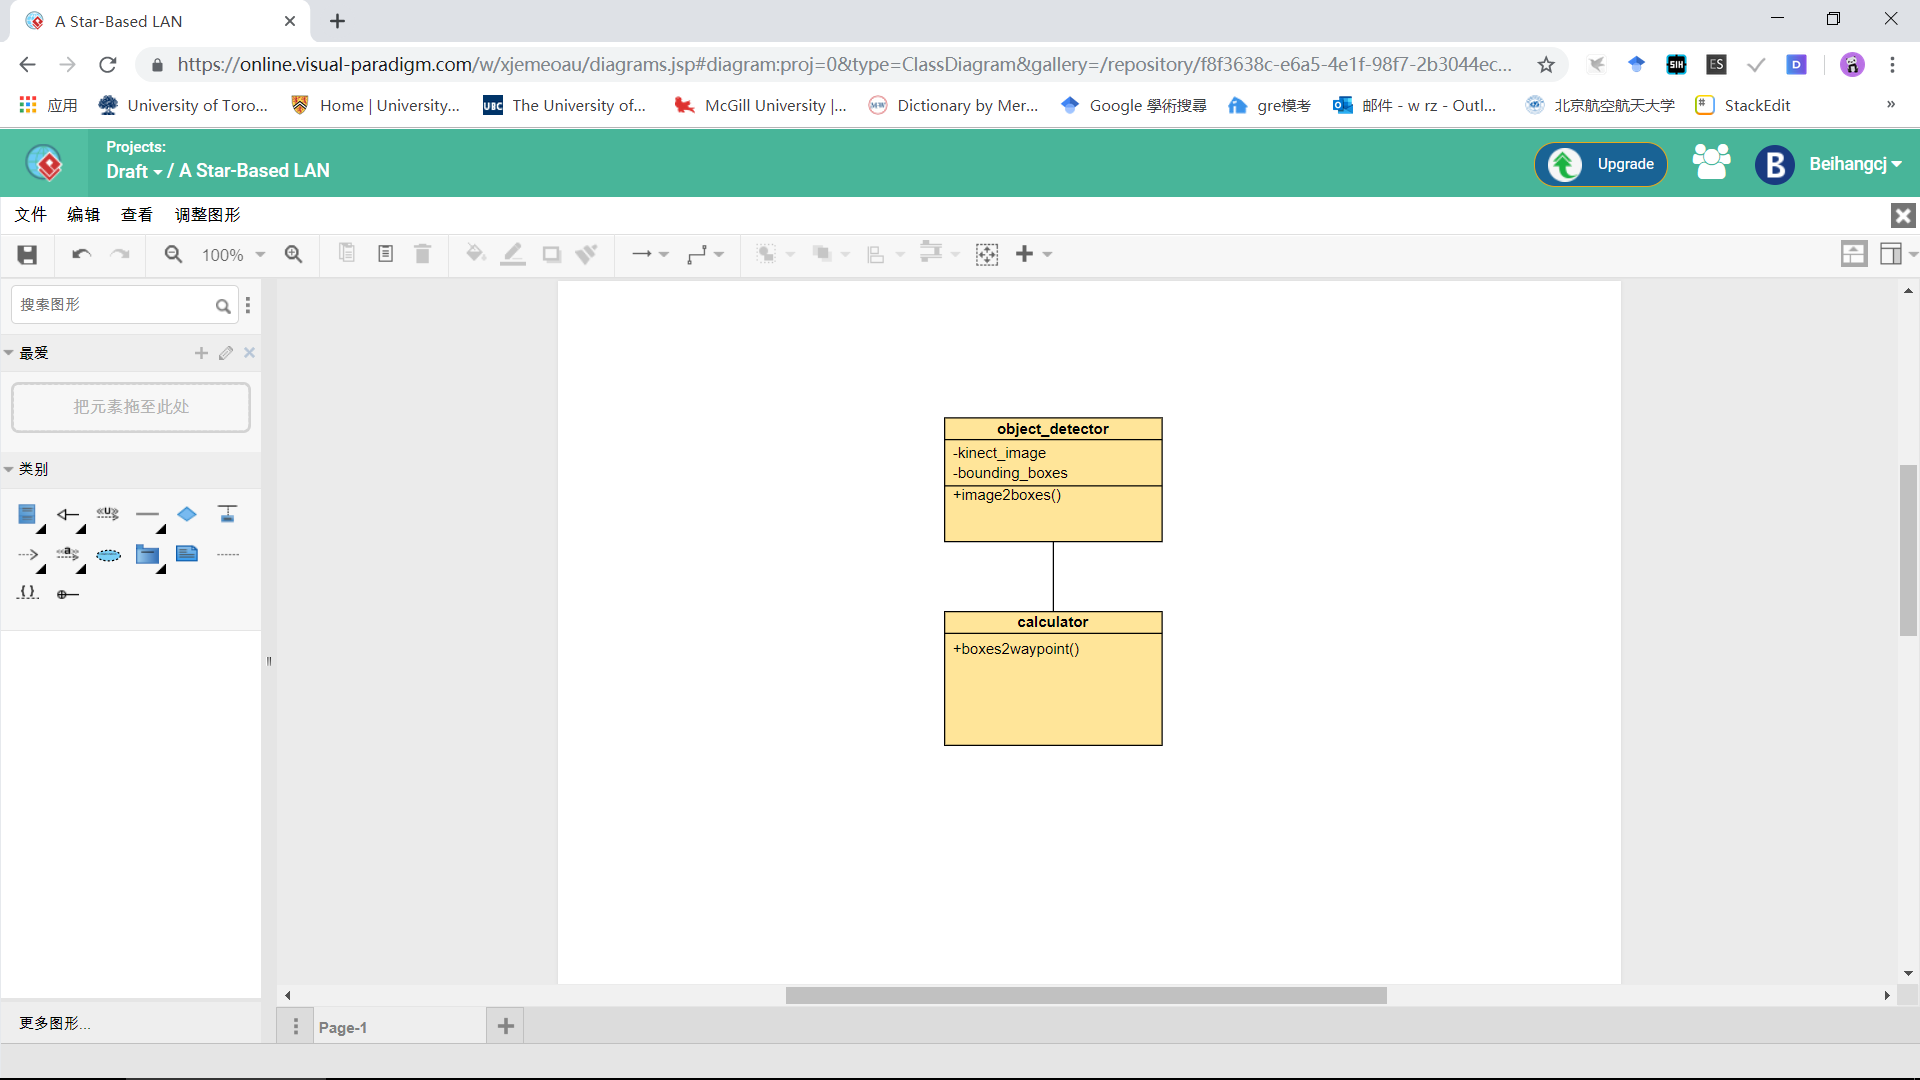 A Star-Based LAN
https://online.visual-paradigm.com/w/xjemeoau/diagrams.jsp#diagram:proj=0&type=ClassDiagram&gallery=/repository/f8f3638c-e6a5-4e1f-98f7-2b3044ec...
SIH
ES
D
应用
University of Toro...
Home | University...
UBC
The University of...
McGill University |...
M-W
Dictionary by Mer...
Google 學術搜尋
gre模考
邮件 - w rz - Outl...
北京航空航天大学
StackEdit
»
Projects:
Draft / A Star-Based LAN
Upgrade
B
Beihangcj
文件 编辑 查看 调整图形
100%
搜索图形
最爱
把元素拖至此处
类别
«U»
a
{ }
object_detector
-kinect_image
-bounding_boxes
+image2boxes()
calculator
+boxes2waypoint()
更多图形...
Page-1